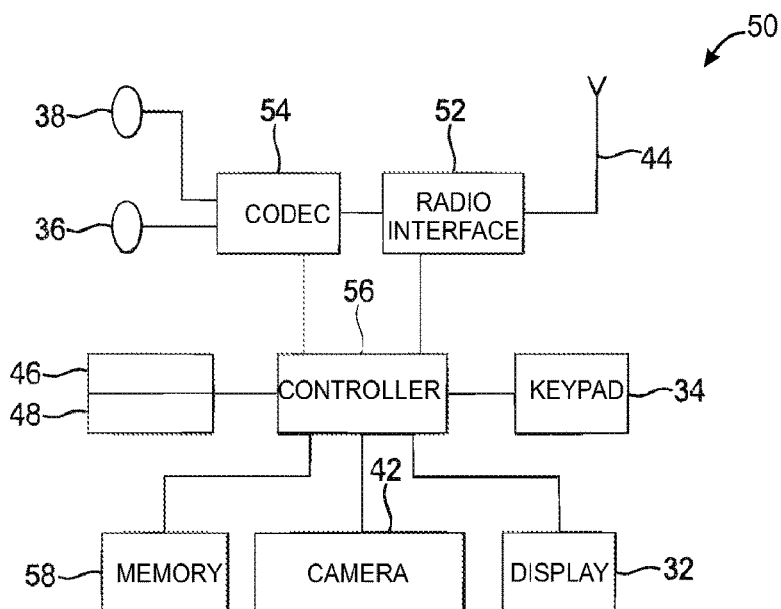 50
38
54
52
44
CODEC
RADIO
INTERFACE
36
56
46
48
CONTROLLER
KEYPAD
34
42
58
MEMORY
CAMERA
DISPLAY
32